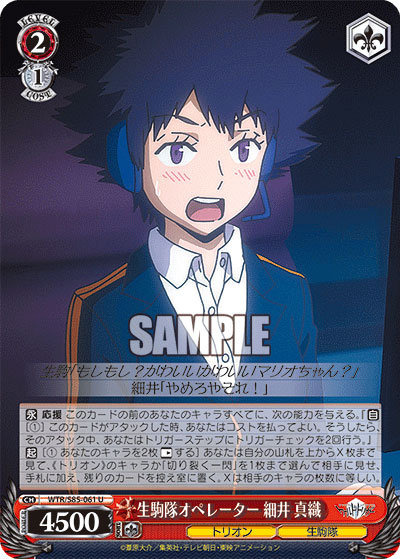 LEVEL
2
1
COST
SAMPLE
生駒「もしもし？かわいいかわいいマリオちゃん？」
細井「やめろやそれ！」
永 応援 このカードの前のあなたのキャラすべてに、次の能力を与える。『自
(1) このカードがアタックした時、あなたはコストを払ってよい。そうしたら、
そのアタック中、あなたはトリガーステップにトリガーチェックを2回行う。』
起 [(1) あなたのキャラを2枚 する] あなたは自分の山札を上からX枚まで
見て、《トリオン》のキャラか「切り裂く一閃」を1枚まで選んで相手に見せ、手
札に加え、残りのカードを控室に置く。Xは相手のキャラの枚数に等しい。
CH WTR/S85-061 U
4500
POWER
生駒隊オペレーター 細井 真織
トリオン
生駒隊
©葦原大介／集英社・テレビ朝日・東映アニメーション